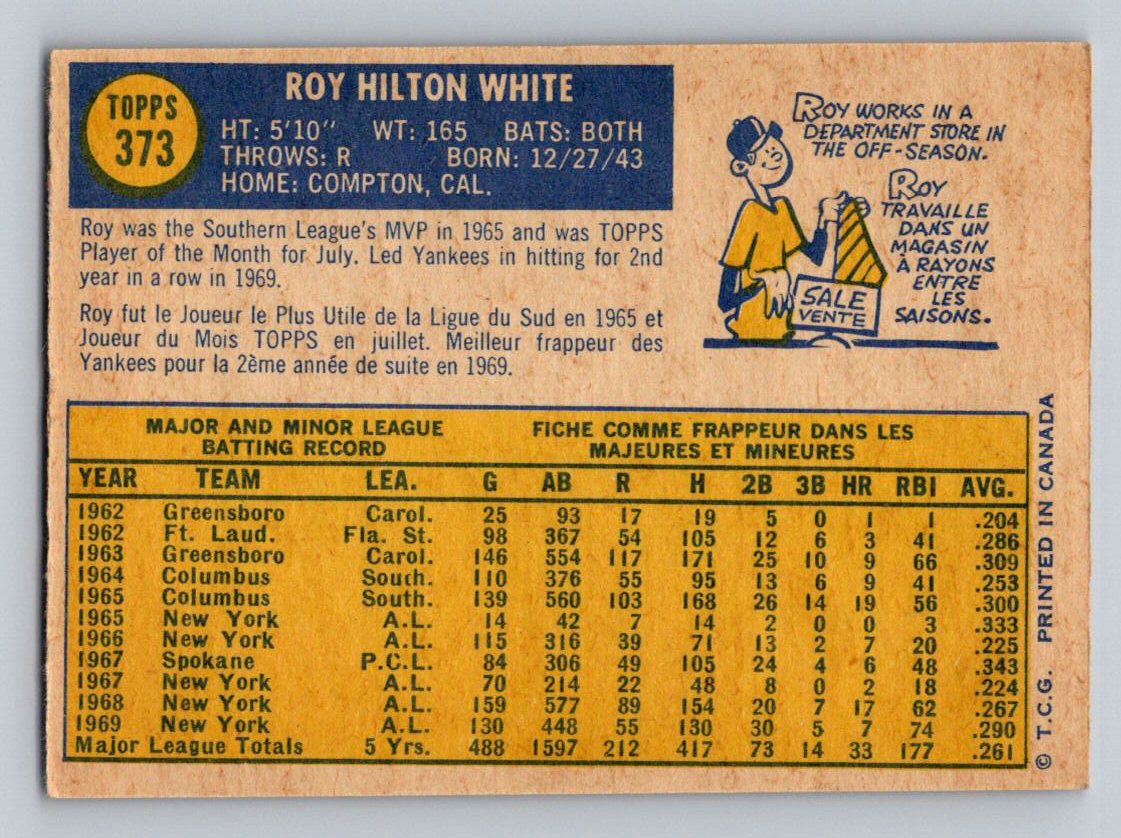 TOPPS
373
ROY HILTON WHITE
HT: 5'10" WT: 165 BATS: BOTH
THROWS: R BORN: 12/27/43
HOME: COMPTON, CAL.
Roy was the Southern League's MVP in 1965 and was TOPPS
Player of the Month for July. Led Yankees in hitting for 2nd
year in a row in 1969.
Roy fut le Joueur le Plus Utile de la Ligue du Sud en 1965 et
Joueur du Mois TOPPS en juillet. Meilleur frappeur des
Yankees pour la 2ème année de suite en 1969.
ROY WORKS IN A
DEPARTMENT STORE IN
THE OFF-SEASON.
ROY
TRAVAILLE
DANS UN
MAGASIN
À RAYONS
ENTRE
LES
SAISONS.
SALE
VENTE
MAJOR AND MINOR LEAGUE
BATTING RECORD
FICHE COMME FRAPPEUR DANS LES
MAJEURES ET MINEURES
YEAR TEAM LEA. G AB R H 2B 3B HR RBI AVG.
1962 Greensboro Carol. 25 93 17 19 5 0 1 1 .204
1962 Ft. Laud. Fla. St. 98 367 54 105 12 6 3 41 .286
1963 Greensboro Carol. 146 554 117 171 25 10 9 66 .309
1964 Columbus South. 110 376 55 95 13 6 9 41 .253
1965 Columbus South. 139 560 103 168 26 14 19 56 .300
1965 New York A.L. 14 42 7 14 2 0 0 3 .333
1966 New York A.L. 115 316 39 71 13 2 7 20 .225
1967 Spokane P.C.L. 84 306 49 105 24 4 6 48 .343
1967 New York A.L. 70 214 22 48 8 0 2 18 .224
1968 New York A.L. 159 577 89 154 20 7 17 62 .267
1969 New York A.L. 130 448 55 130 30 5 7 74 .290
Major League Totals 5 Yrs. 488 1597 212 417 73 14 33 177 .261
© T.C.G. PRINTED IN CANADA